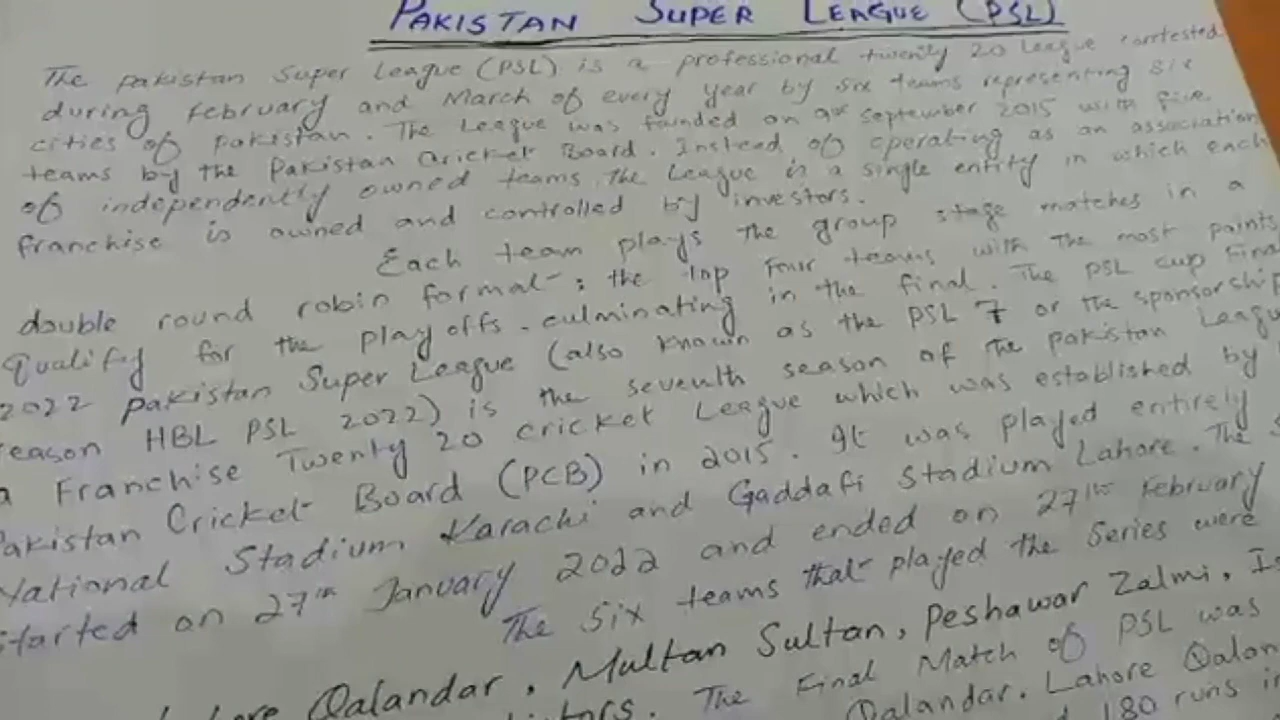 PAKISTAN SUPER LEAGUE (PSL)
The pakistan Super League (PSL) is a professional twenty 20 League contested
during february and March of every year by six teams representing six
cities of pakistan. The League was founded on 9th september 2015 with five
teams by the Pakistan Cricket Board. Instead of operating as an association
of independently owned teams, the League is a single entity in which each
franchise is owned and controlled by investors.
Each team plays the group stage matches in a
double round robin format; the top four teams with the most points
Qualify for the play offs. culminating in the final. The PSL cup final
2022 pakistan Super League (also known as the PSL 7 or the sponsorship
eason HBL PSL 2022) is the seventh season of the pakistan Leagu
a Franchise Twenty 20 cricket League which was established by
Pakistan Cricket Board (PCB) in 2015. It was played entirely
National Stadium Karachi and Gaddafi Stadium Lahore. The S
started on 27th January 2022 and ended on 27th February
The Six teams that played the Series were
hore Qalandar, Multan Sultan, Peshawar Zalmi, Is
The Final Match of PSL was
Qalandar. Lahore Qalan
180 runs in